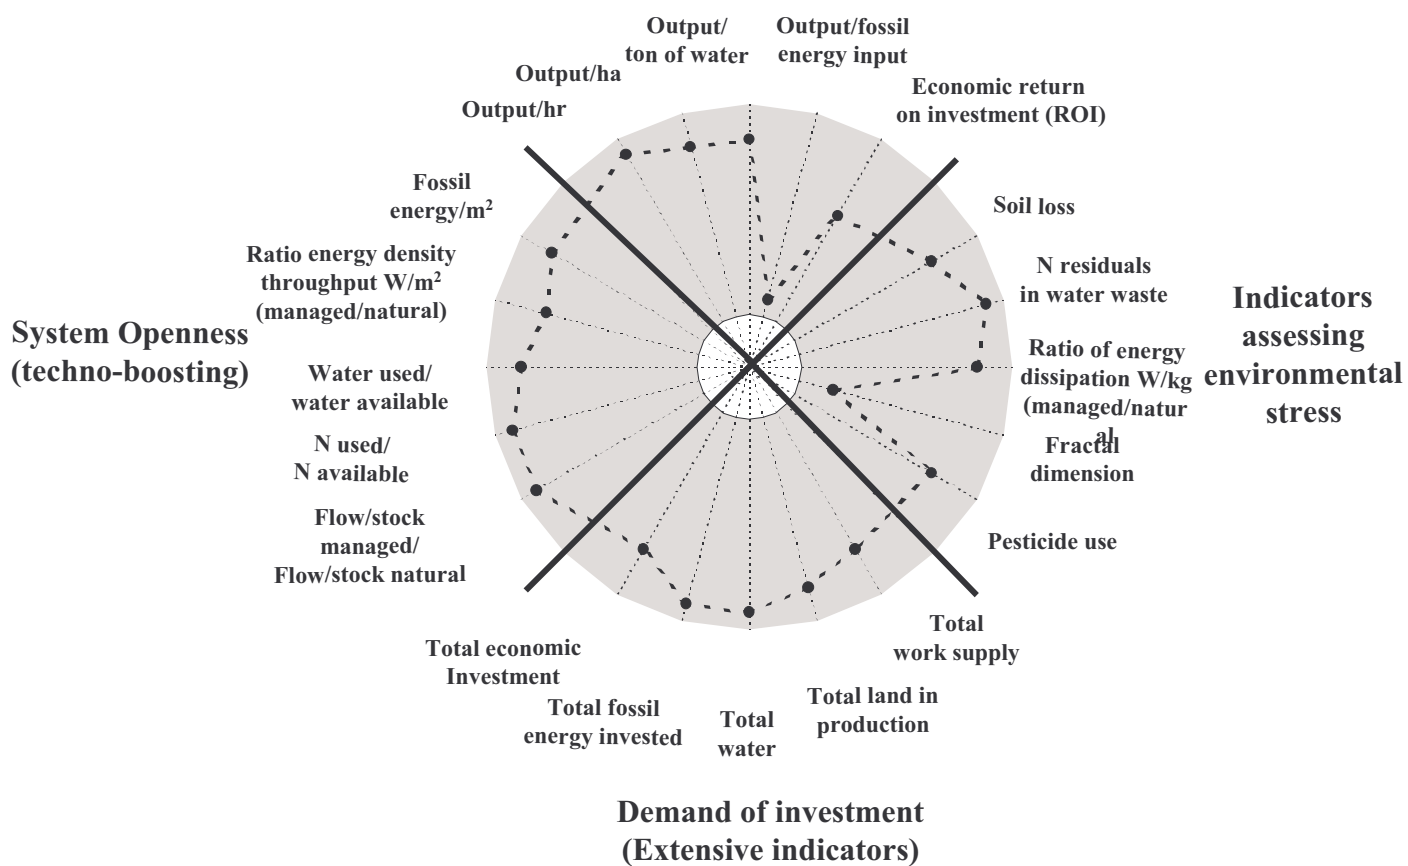 Output/
ton of water
Output/fossil
energy input
Output/ha
Output/hr
Economic return
on investment (ROI)
Fossil
energy/m²
Soil loss
Ratio energy density
throughput W/m²
(managed/natural)
N residuals
in water waste
System Openness
(techno-boosting)
Indicators
assessing
environmental
stress
Ratio of energy
dissipation W/kg
(managed/natur
al
Water used/
water available
Fractal
dimension
N used/
N available
Flow/stock
managed/
Flow/stock natural
Pesticide use
Total
work supply
Total economic
Investment
Total land in
production
Total fossil
energy invested
Total
water
Demand of investment
(Extensive indicators)